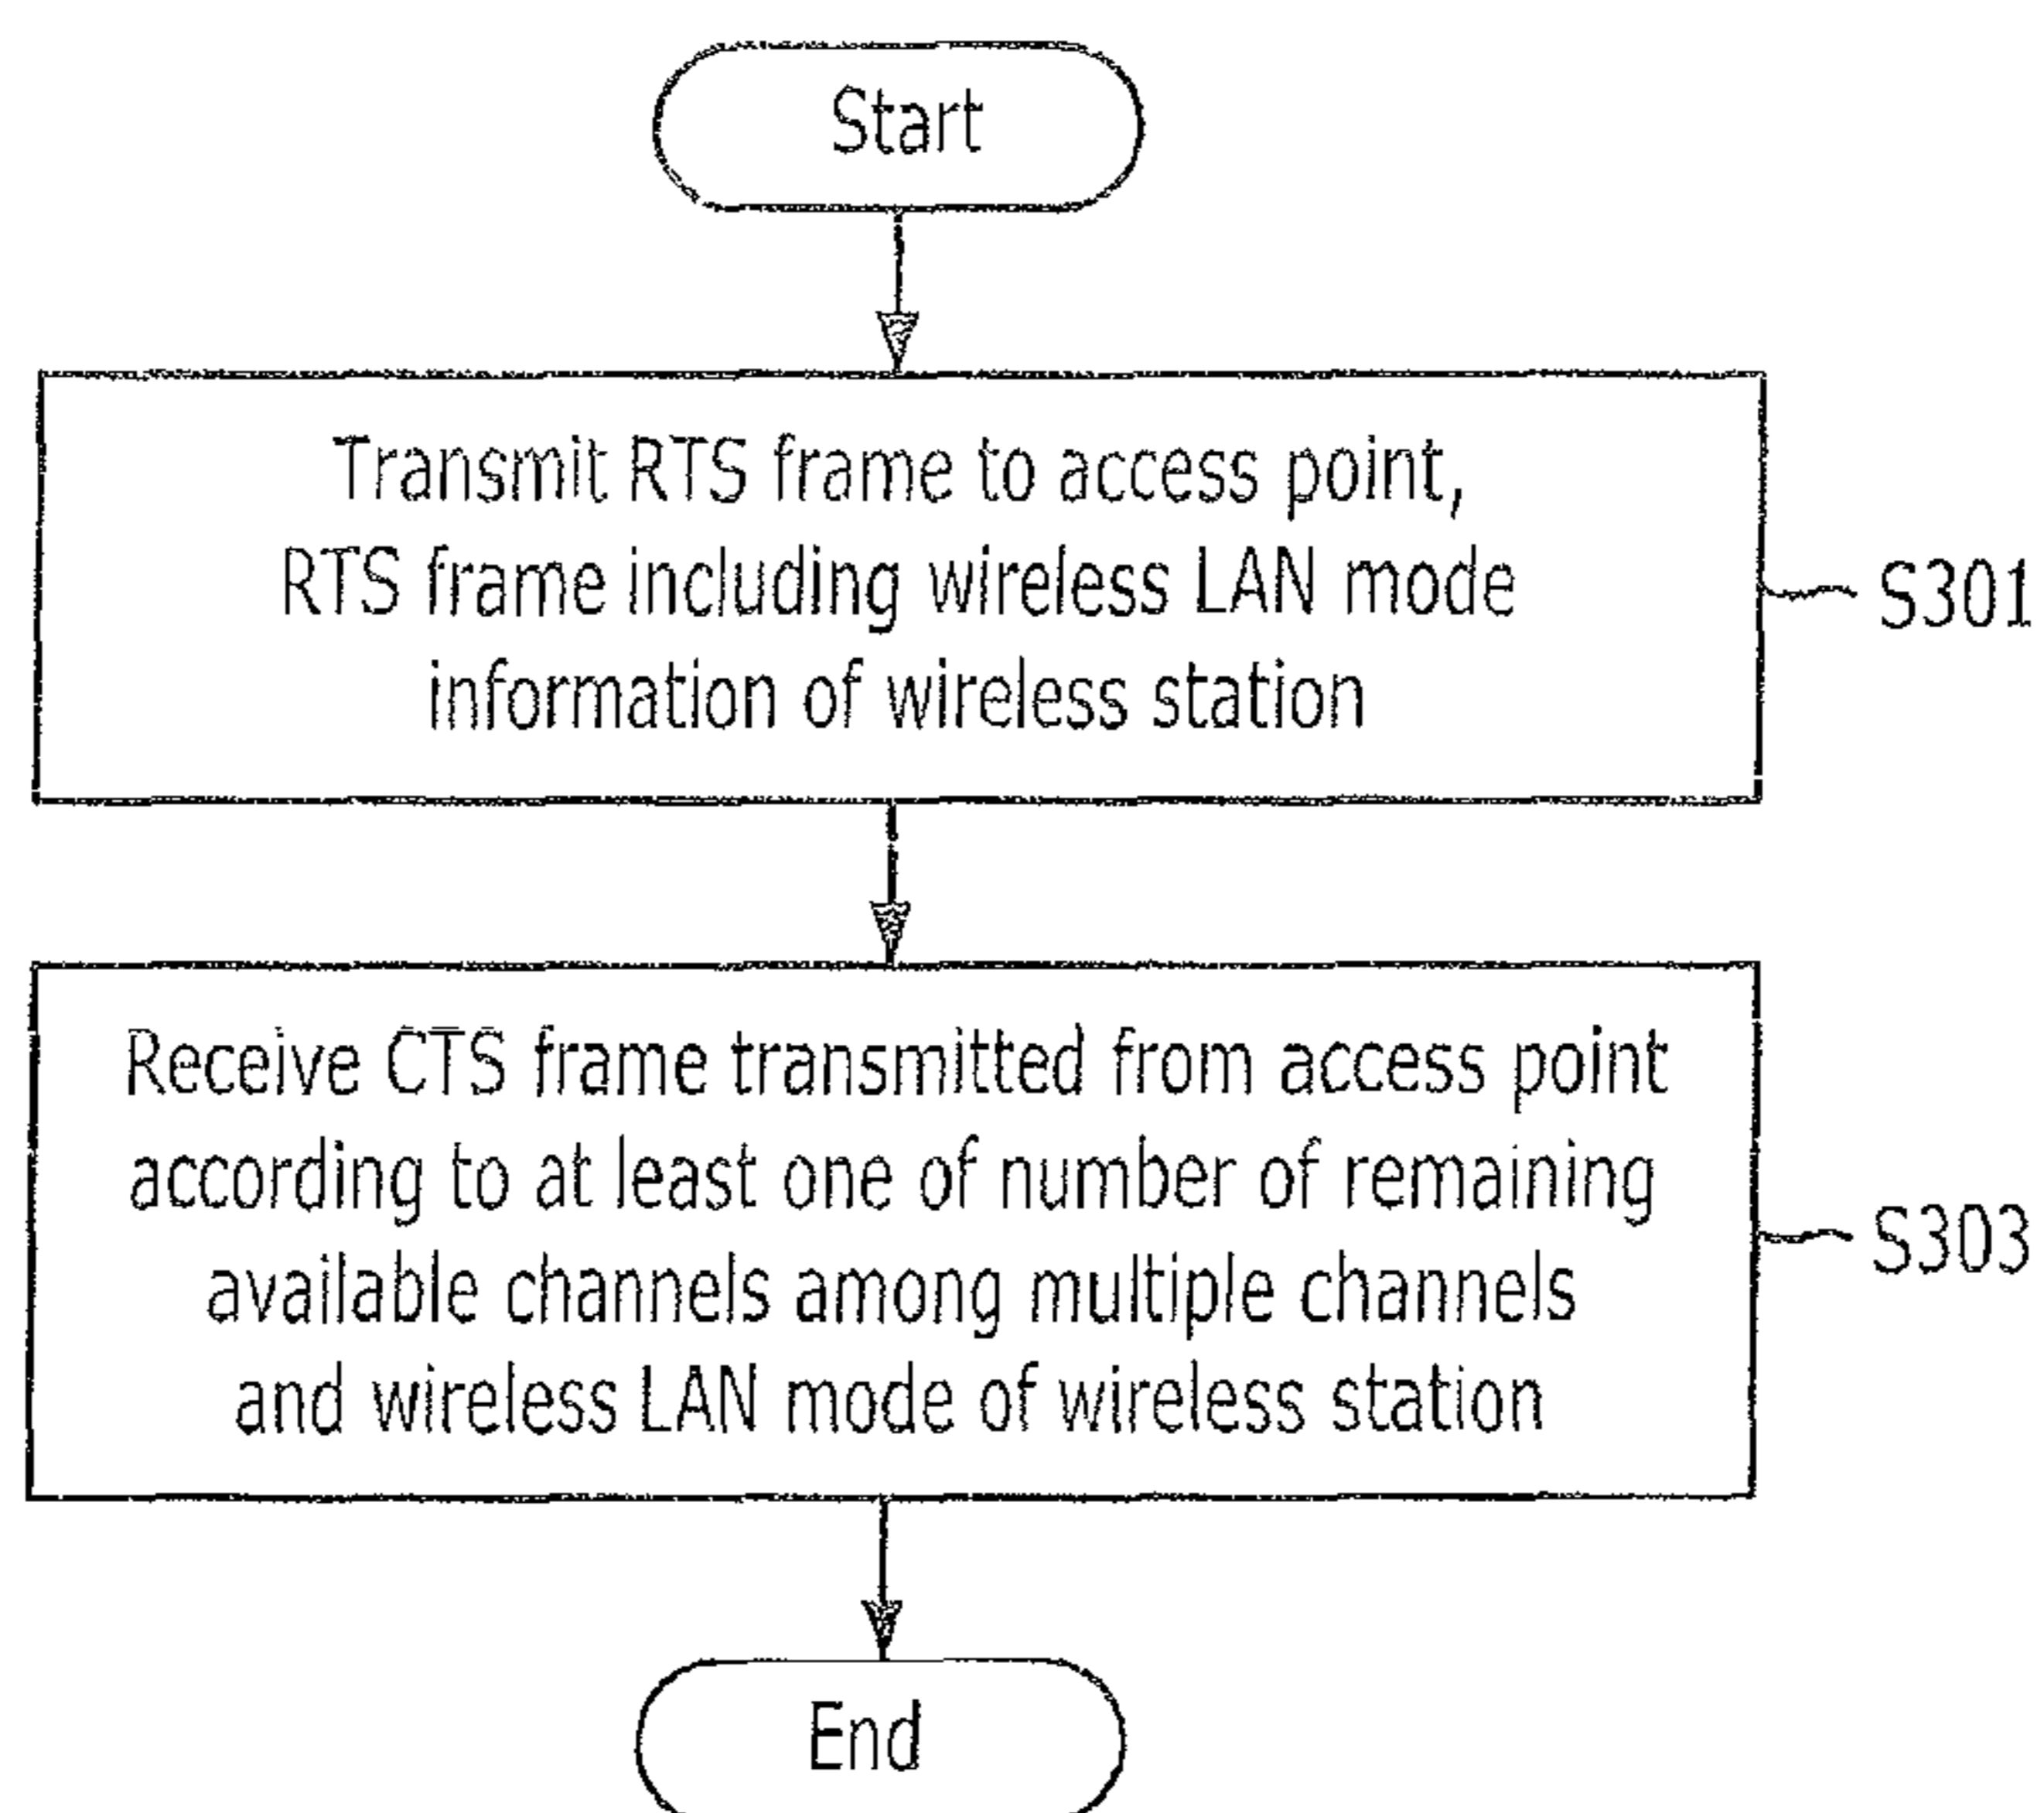 Start
Transmit RTS frame to access point,
RTS frame including wireless LAN mode
information of wireless station
S301
Receive CTS frame transmitted from access point
according to at least one of number of remaining
available channels among multiple channels
and wireless LAN mode of wireless station
S303
End